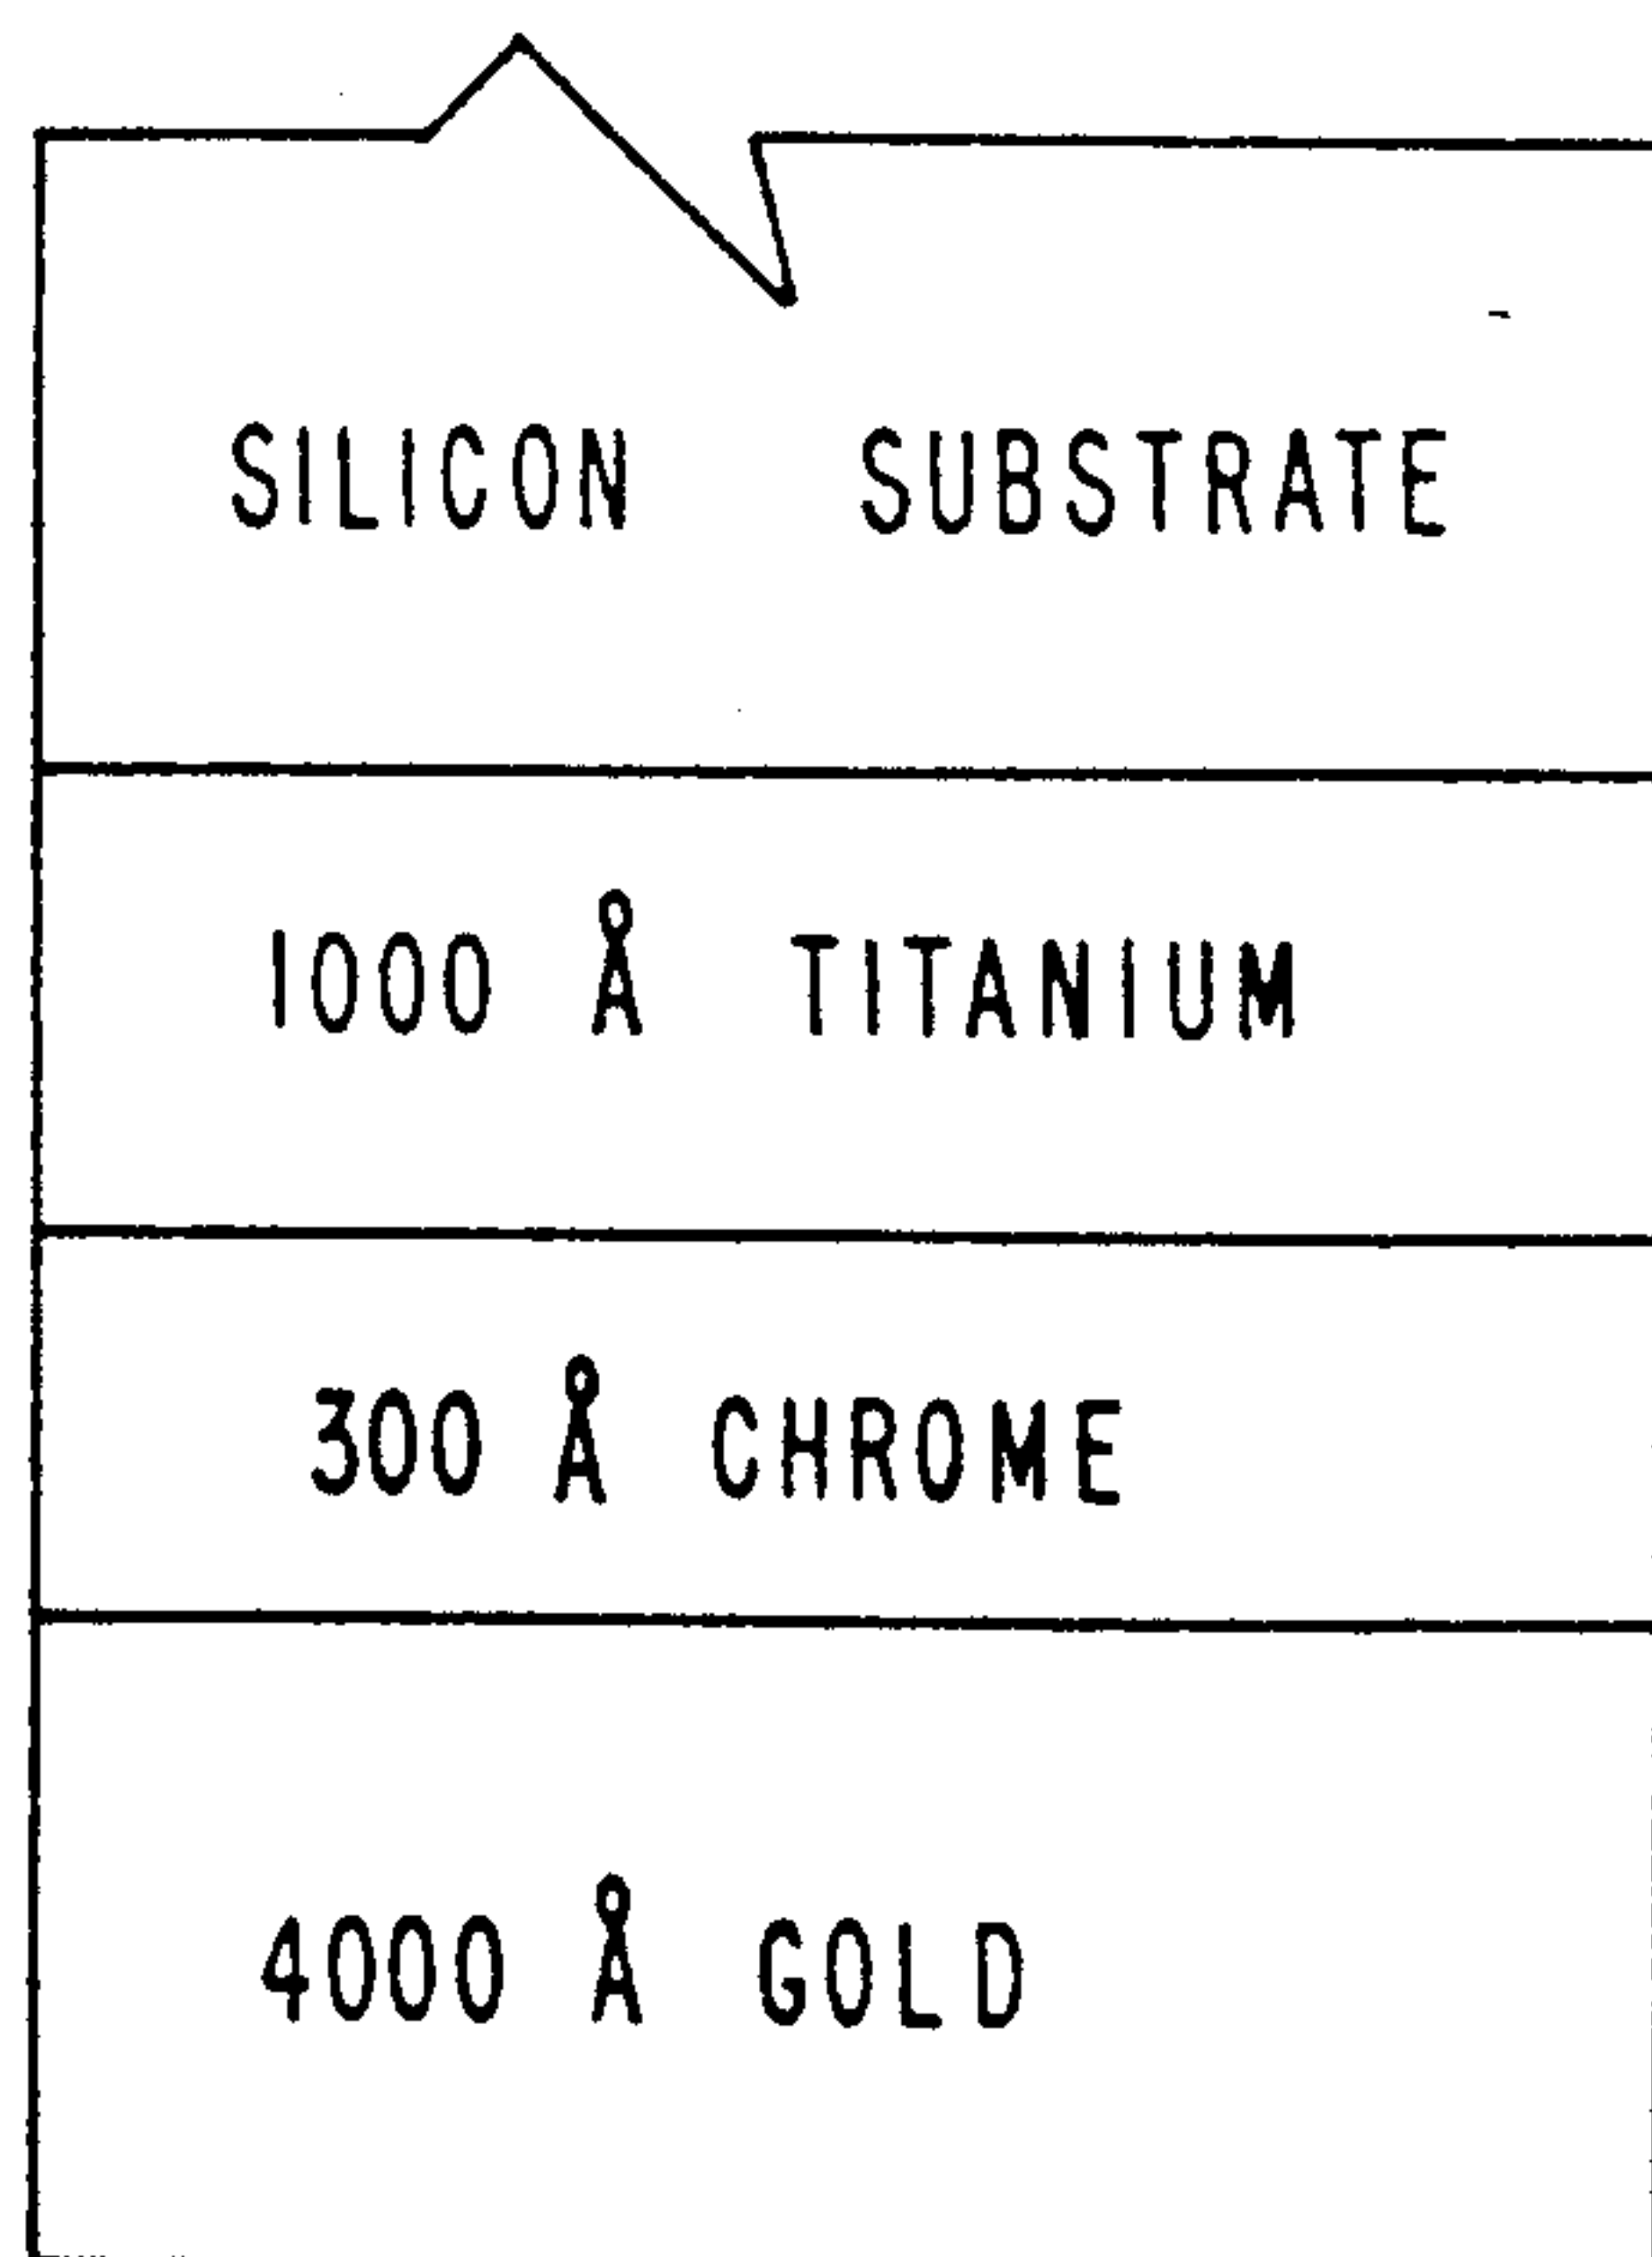 SILICON SUBSTRATE
1000 Å TITANIUM
300 Å CHROME
4000 Å GOLD